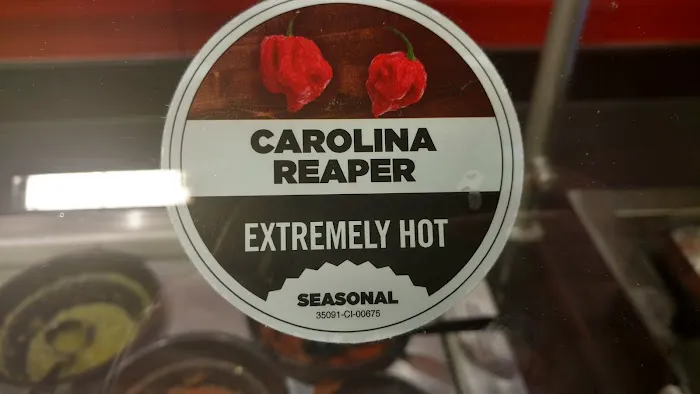 CAROLINA
REAPER
EXTREMELY HOT
SEASONAL
35091-CI-00675